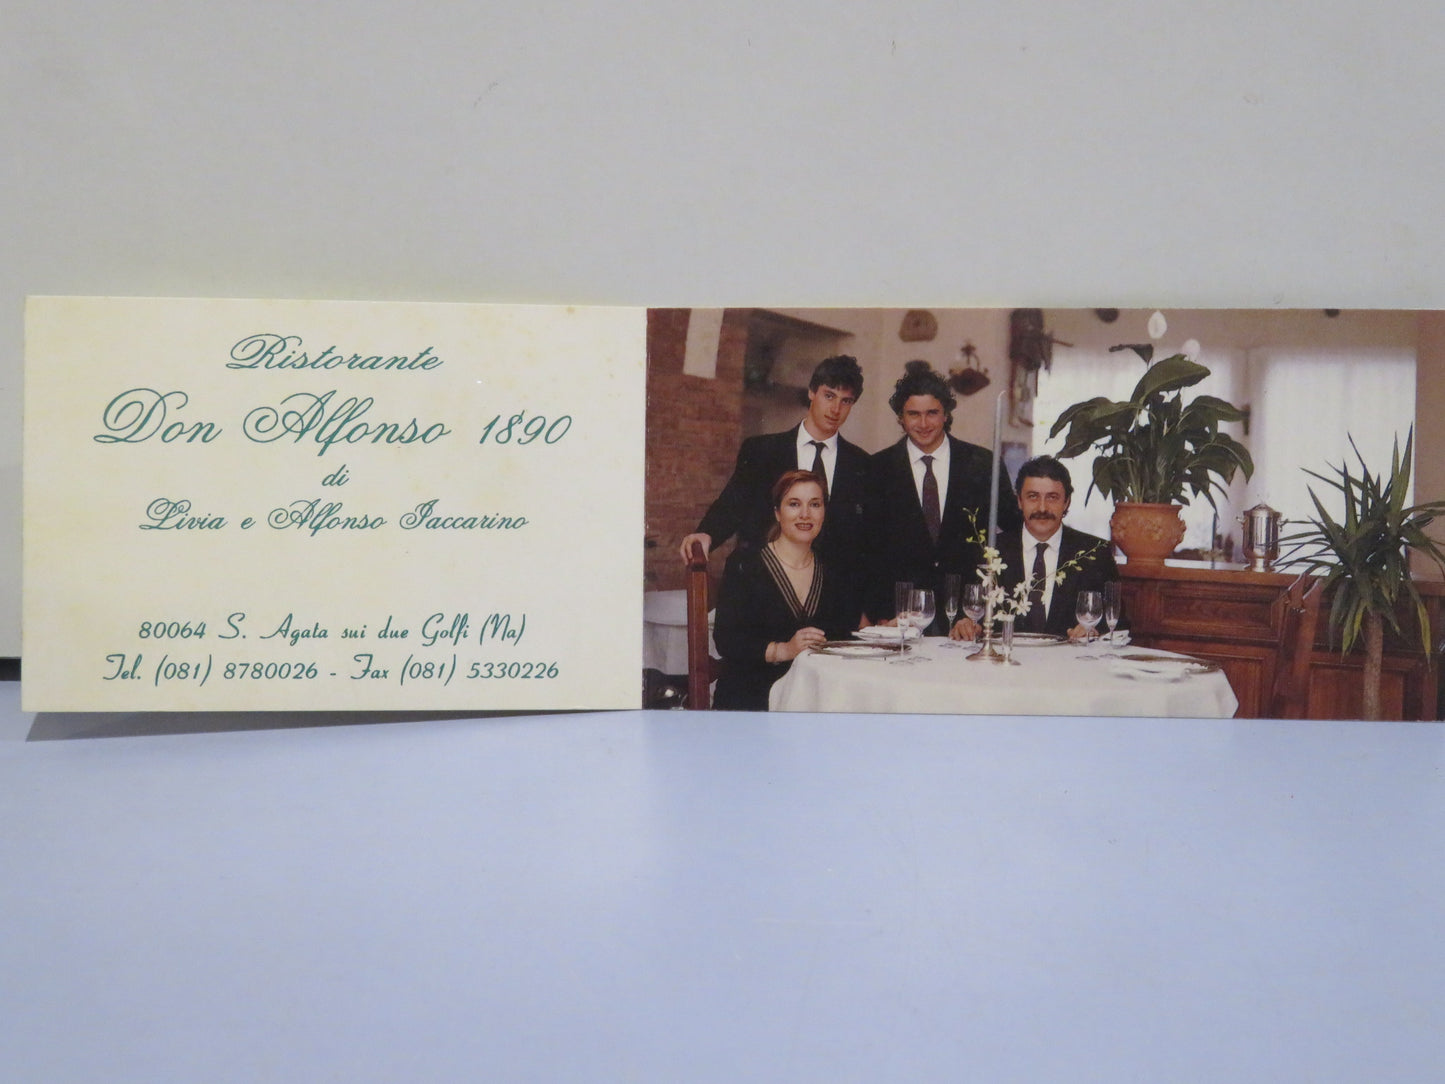 Ristorante
Don Alfonso 1890
di
Livia e Alfonso Iaccarino
80064 S. Agata sui due Golfi (Na)
Tel. (081) 8780026 - Fax (081) 5330226